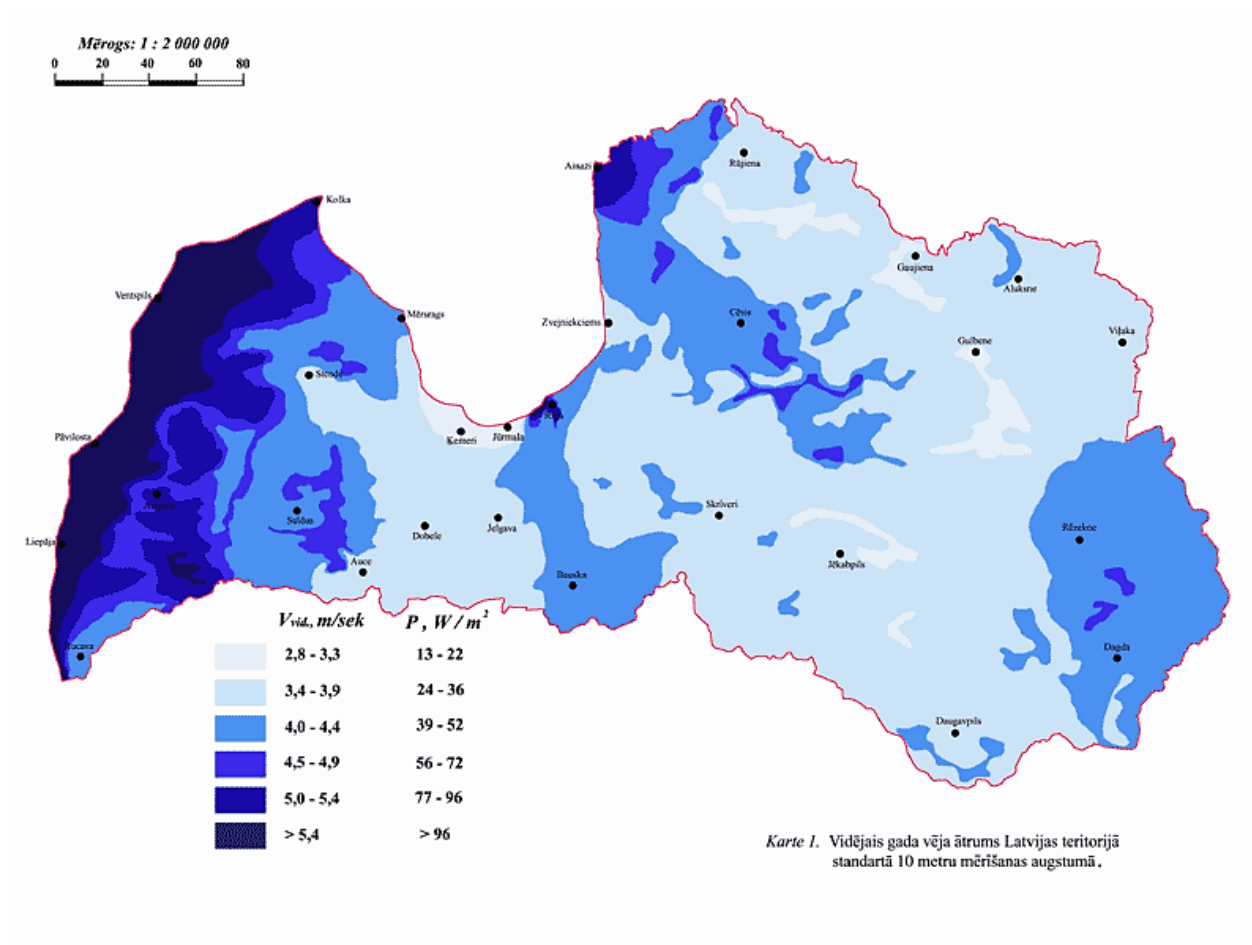 Mērogs: 1 : 2 000 000
0 20 40 60 80
Ainaži
Rūjiena
Kolka
Gaujiena
Alūksne
Ventspils
Mērsrags
Zvejniekciems
Cēsis
Viļaka
Gulbene
Stende
Rīga
Pāvilosta
Ķemeri
Jūrmala
Skrīveri
Saldus
Jelgava
Dobele
Rēzekne
Liepāja
Jēkabpils
Auce
Bauska
Rucava
Dagda
Daugavpils
Vvid., m/sek P , W / m²
2,8 - 3,3 13 - 22
3,4 - 3,9 24 - 36
4,0 - 4,4 39 - 52
4,5 - 4,9 56 - 72
5,0 - 5,4 77 - 96
> 5,4 > 96
Karte 1. Vidējais gada vēja ātrums Latvijas teritorijā
standartā 10 metru mērīšanas augstumā .